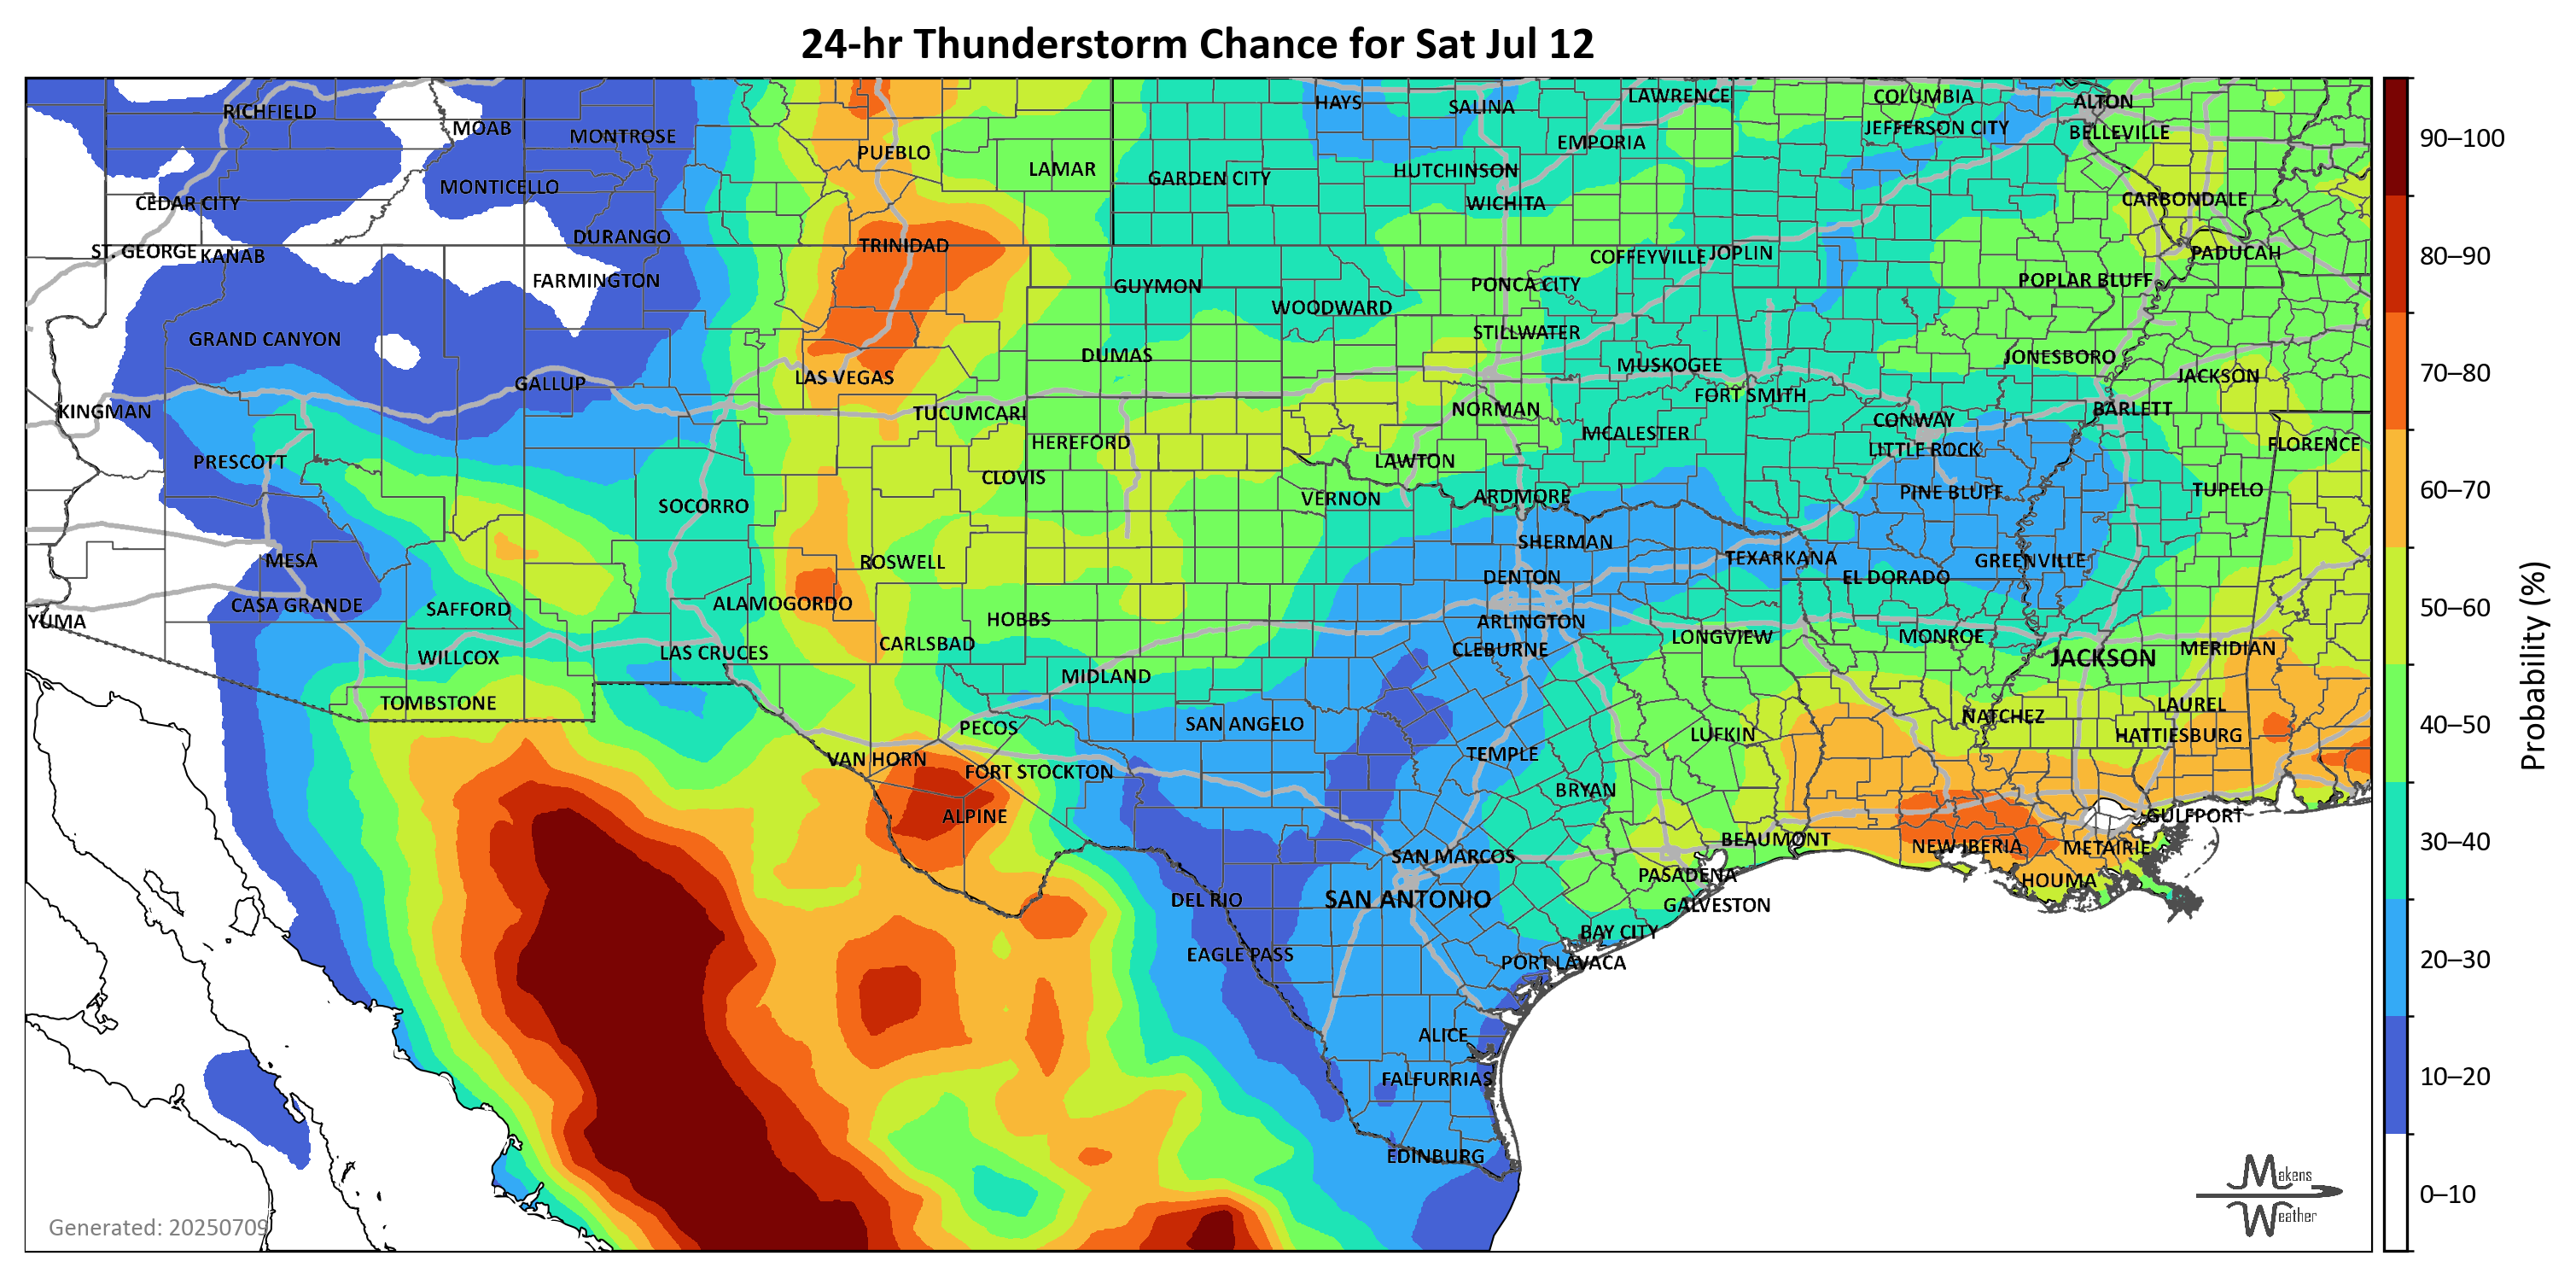 24-hr Thunderstorm Chance for Sat Jul 12
RICHFIELD
MOAB
MONTROSE
PUEBLO
LAMAR
HAYS
SALINA
LAWRENCE
COLUMBIA
ALTON
JEFFERSON CITY
BELLEVILLE
EMPORIA
HUTCHINSON
GARDEN CITY
MONTICELLO
CEDAR CITY
WICHITA
CARBONDALE
DURANGO
TRINIDAD
ST. GEORGE
KANAB
FARMINGTON
GUYMON
COFFEYVILLE
JOPLIN
PADUCAH
PONCA CITY
POPLAR BLUFF
WOODWARD
STILLWATER
GRAND CANYON
DUMAS
MUSKOGEE
JONESBORO
JACKSON
GALLUP
LAS VEGAS
FORT SMITH
KINGMAN
TUCUMCARI
NORMAN
BARLETT
CONWAY
HEREFORD
MCALESTER
LITTLE ROCK
FLORENCE
PRESCOTT
CLOVIS
LAWTON
SOCORRO
VERNON
ARDMORE
PINE BLUFF
TUPELO
MESA
ROSWELL
SHERMAN
TEXARKANA
GREENVILLE
DENTON
EL DORADO
CASA GRANDE
SAFFORD
ALAMOGORDO
YUMA
HOBBS
ARLINGTON
LONGVIEW
MONROE
WILLCOX
LAS CRUCES
CARLSBAD
CLEBURNE
JACKSON
MERIDIAN
MIDLAND
TOMBSTONE
LAUREL
PECOS
SAN ANGELO
NATCHEZ
LUFKIN
HATTIESBURG
VAN HORN
TEMPLE
FORT STOCKTON
BRYAN
ALPINE
GULFPORT
BEAUMONT
NEW IBERIA
METAIRIE
SAN MARCOS
PASADENA
HOUMA
DEL RIO
SAN ANTONIO
GALVESTON
BAY CITY
EAGLE PASS
PORT LAVACA
ALICE
FALFURRIAS
EDINBURG
Generated: 20250709
Makens
Weather
90–100
80–90
70–80
60–70
50–60
40–50
30–40
20–30
10–20
0–10
Probability (%)